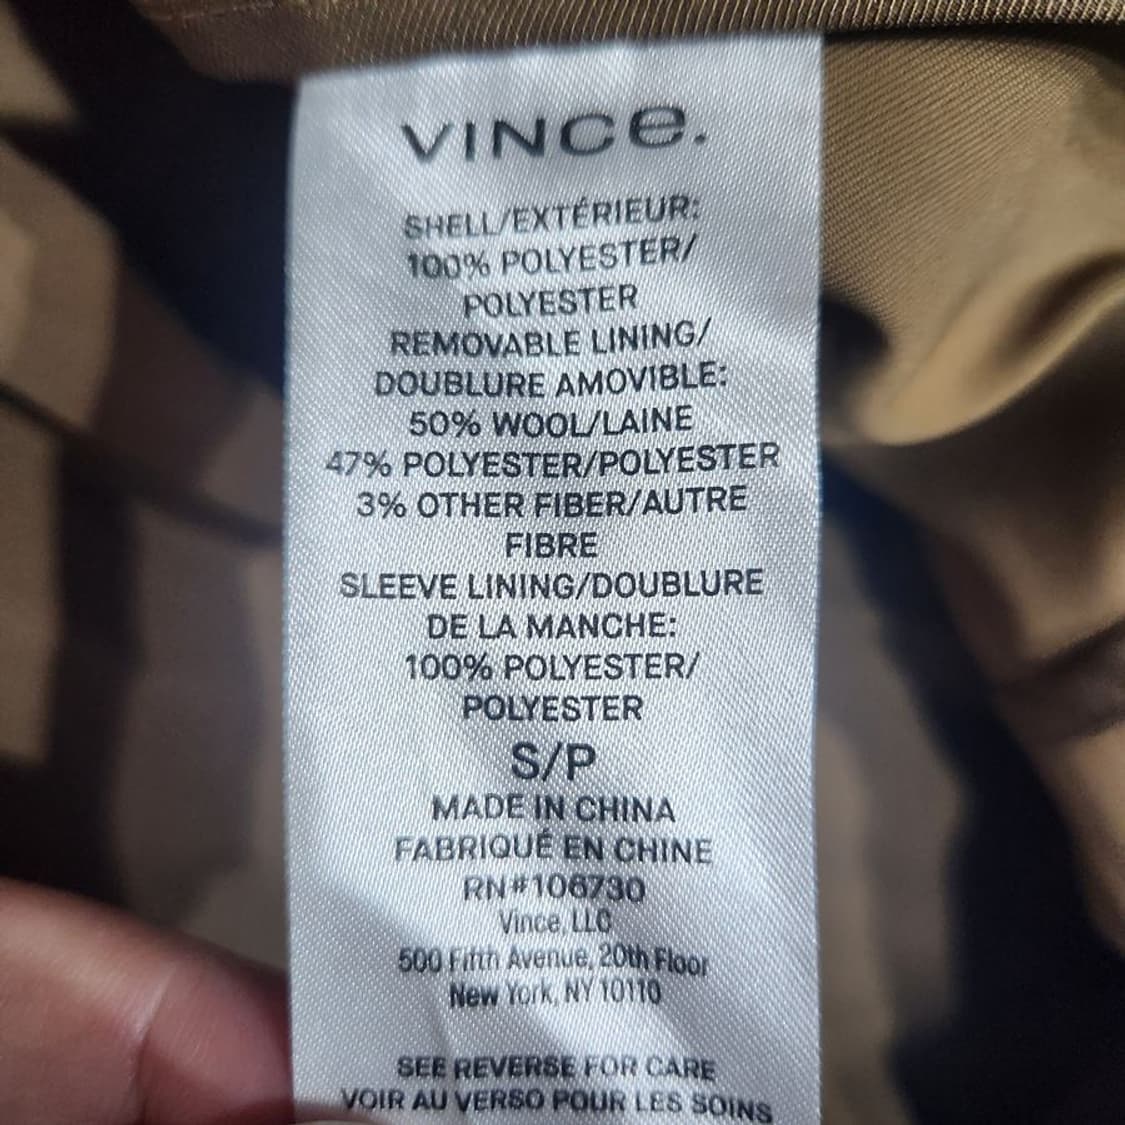 VINCe.
SHELL/EXTÉRIEUR:
100% POLYESTER/
POLYESTER
REMOVABLE LINING/
DOUBLURE AMOVIBLE:
50% WOOL/LAINE
47% POLYESTER/POLYESTER
3% OTHER FIBER/AUTRE
FIBRE
SLEEVE LINING/DOUBLURE
DE LA MANCHE:
100% POLYESTER/
POLYESTER
S/P
MADE IN CHINA
FABRIQUÉ EN CHINE
RN#106730
Vince, LLC
500 Fifth Avenue, 20th Floor
New York, NY 10110
SEE REVERSE FOR CARE
VOIR AU VERSO POUR LES SOINS